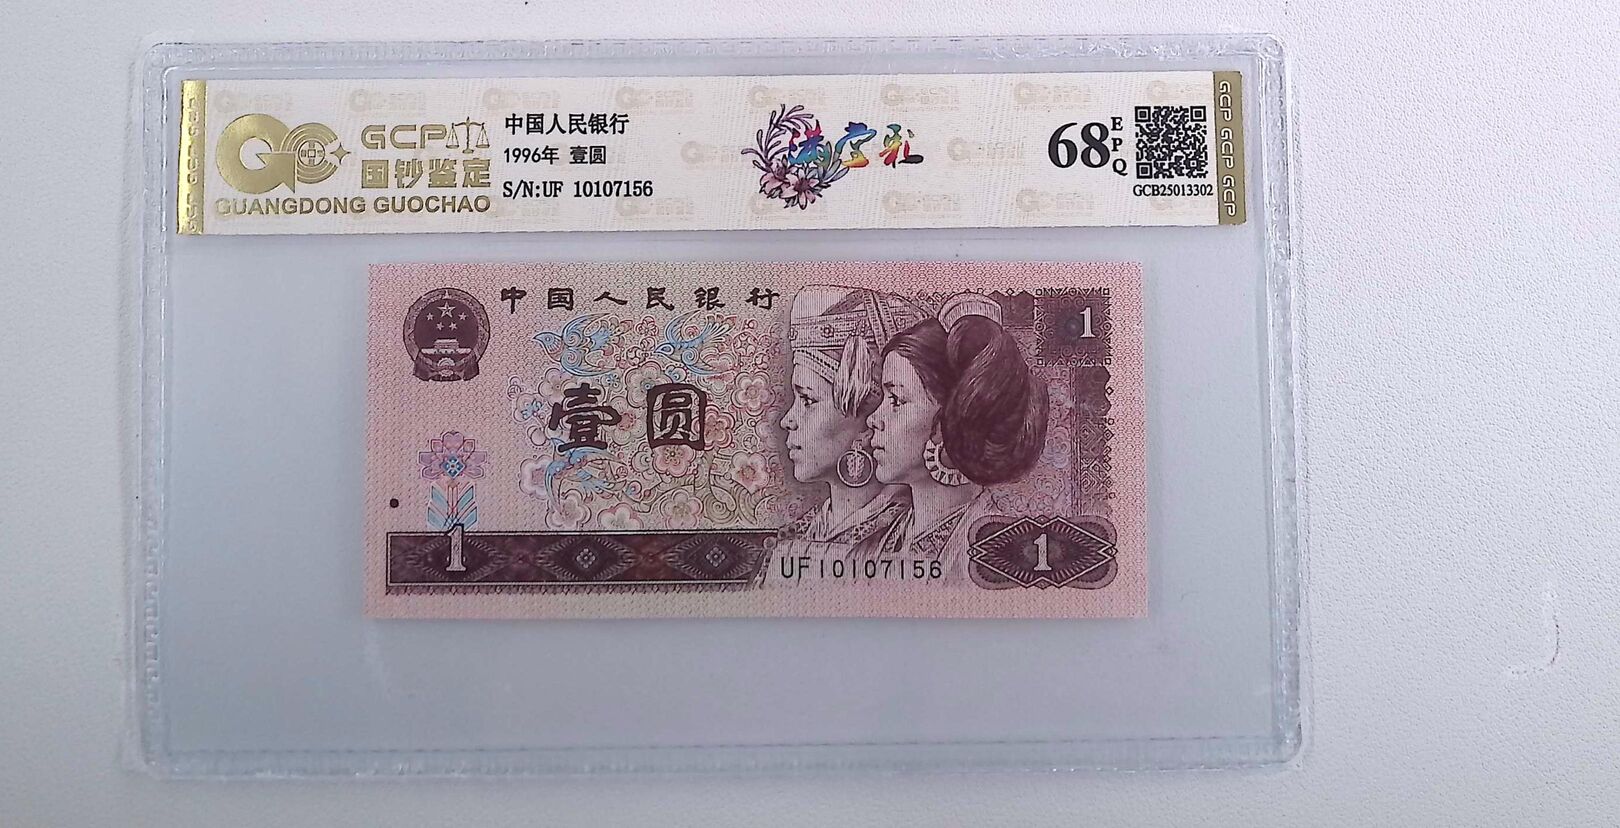 GCP
国钞鉴定
GUANGDONG GUOCHAO
中国人民银行
1996年 壹圆
S/N:UF 10107156
满堂彩
68
EPQ
GCB25013302
GCP GCP GCP
中国人民银行
1
壹圆
1
UF10107156
1